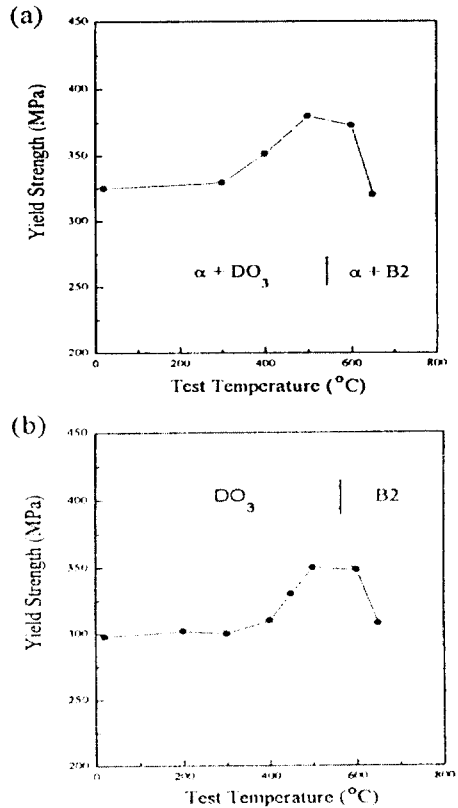 (a)
Yield Strength (MPa)
450
400
350
300
250
200
α + DO₃ | α + B2
0 200 400 600 800
Test Temperature (°C)
(b)
Yield Strength (MPa)
450
400
350
300
250
200
DO₃ | B2
0 200 400 600 800
Test Temperature (°C)